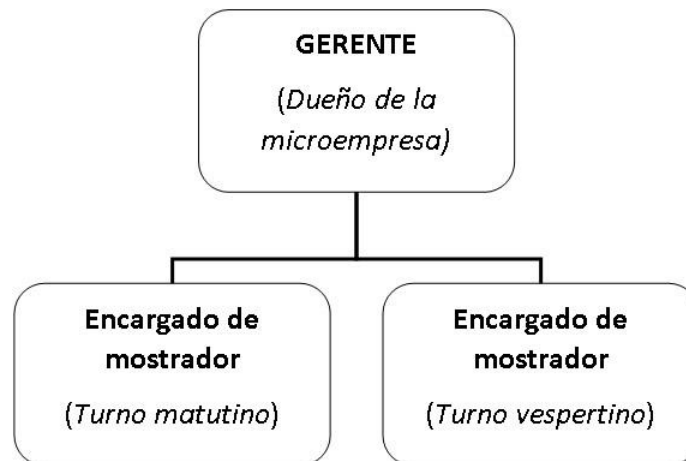 GERENTE
(Dueño de la
microempresa)
Encargado de
mostrador
(Turno matutino)
Encargado de
mostrador
(Turno vespertino)